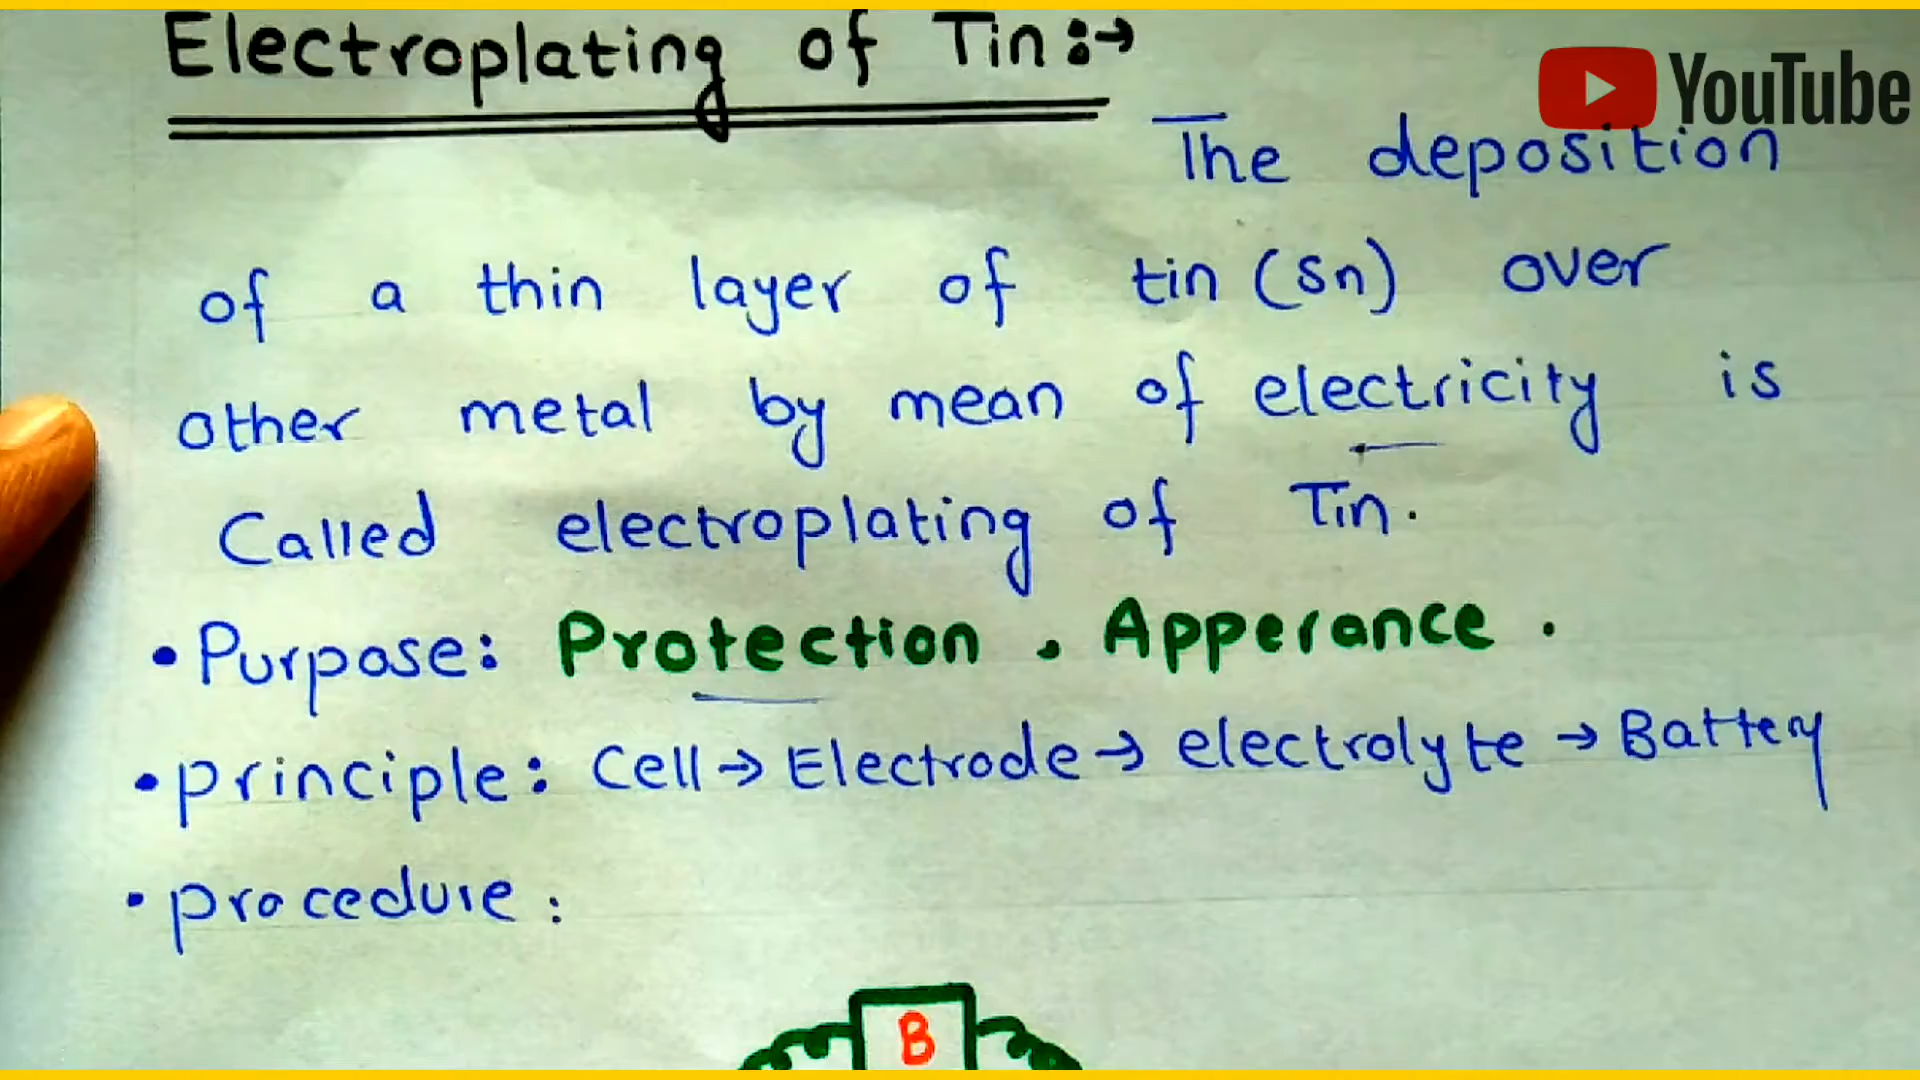 Electroplating of Tin:→
YouTube
The deposition
of a thin layer of tin (Sn) over
other metal by mean of electricity is
Called electroplating of Tin.
• Purpose: Protection . Apperance .
• principle: Cell → Electrode → electrolyte → Battery
• procedure :
B